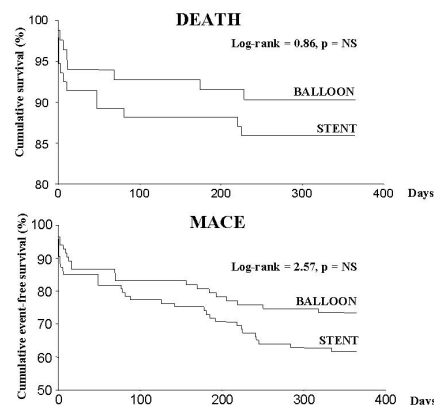 DEATH
Log-rank = 0.86, p = NS
Cumulative survival (%)
100
95
90
85
80
BALLOON
STENT
0 100 200 300 400 Days
MACE
Log-rank = 2.57, p = NS
Cumulative event-free survival (%)
100
90
80
70
60
50
BALLOON
STENT
0 100 200 300 400 Days